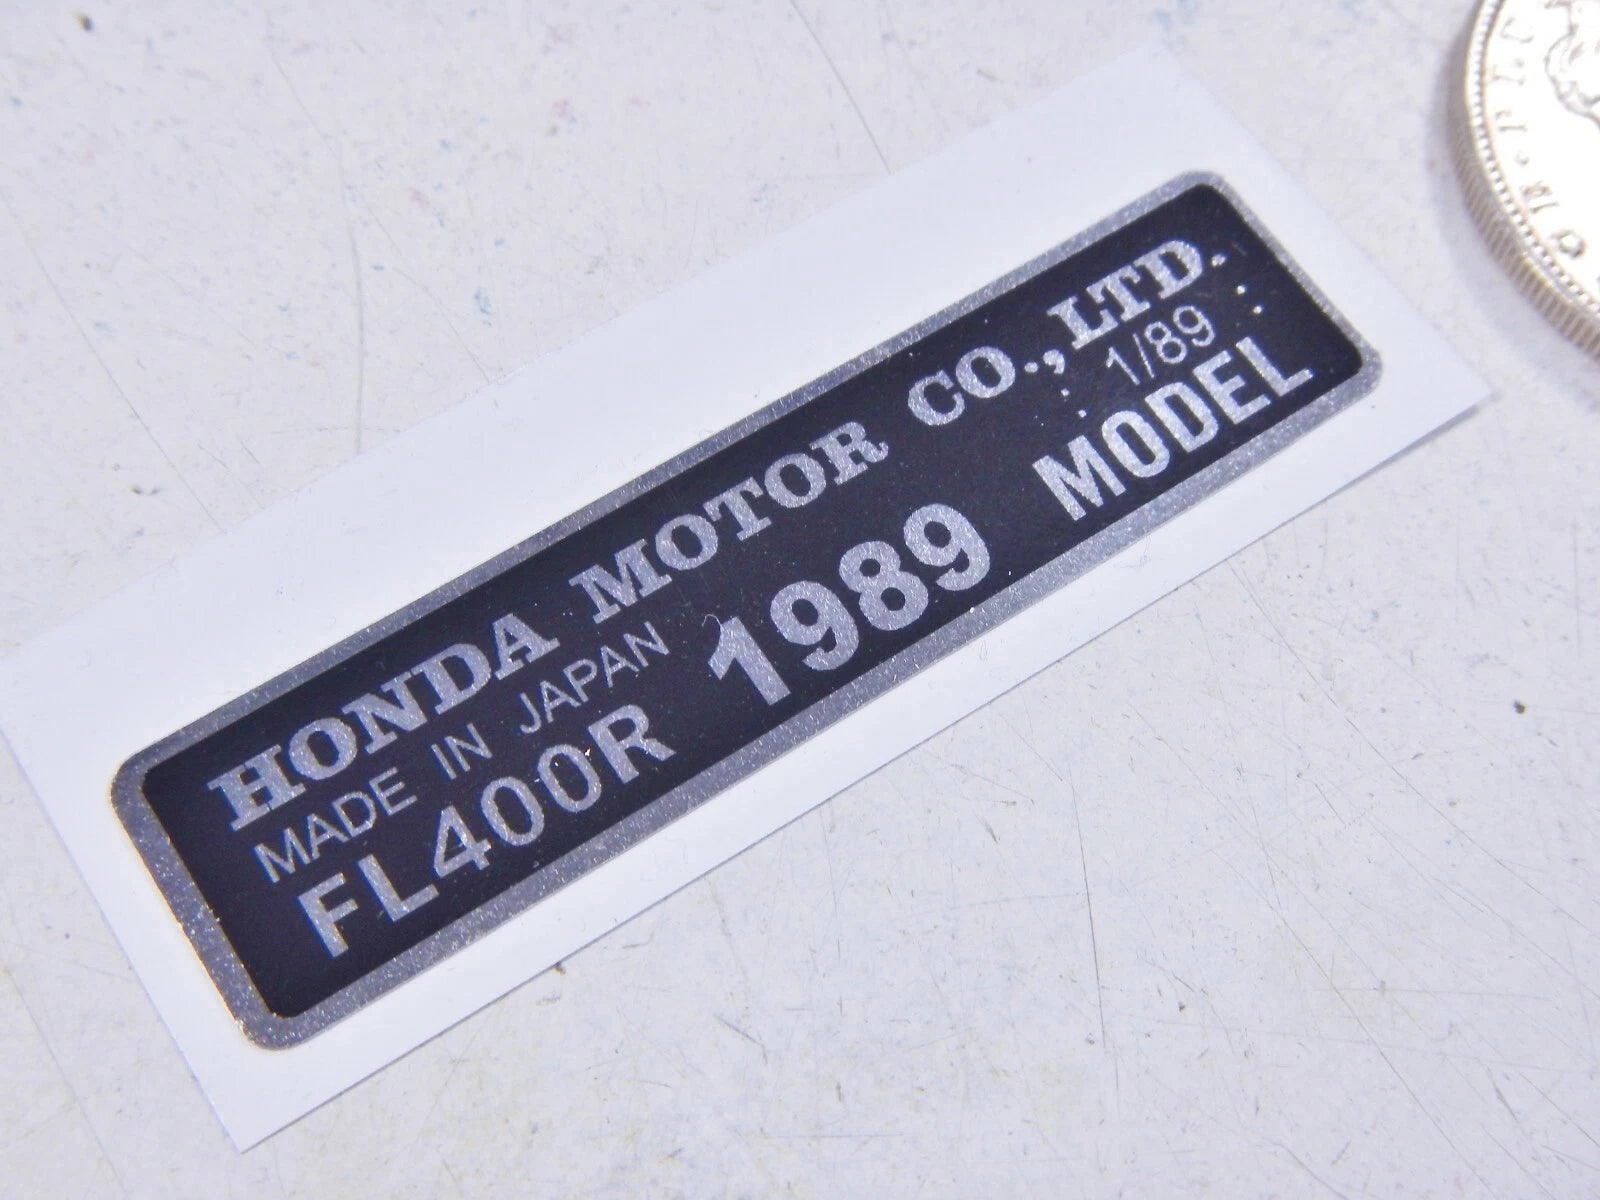 HONDA MOTOR CO., LTD.
MADE IN JAPAN : 1/89 :
FL400R 1989 MODEL